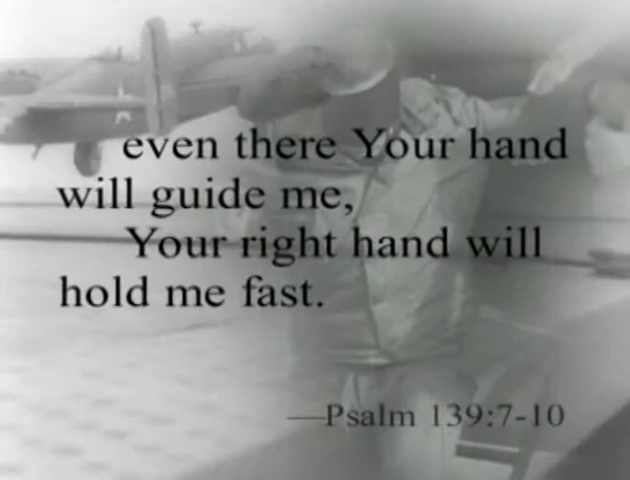 even there Your hand
will guide me,
Your right hand will
hold me fast.
—Psalm 139:7-10